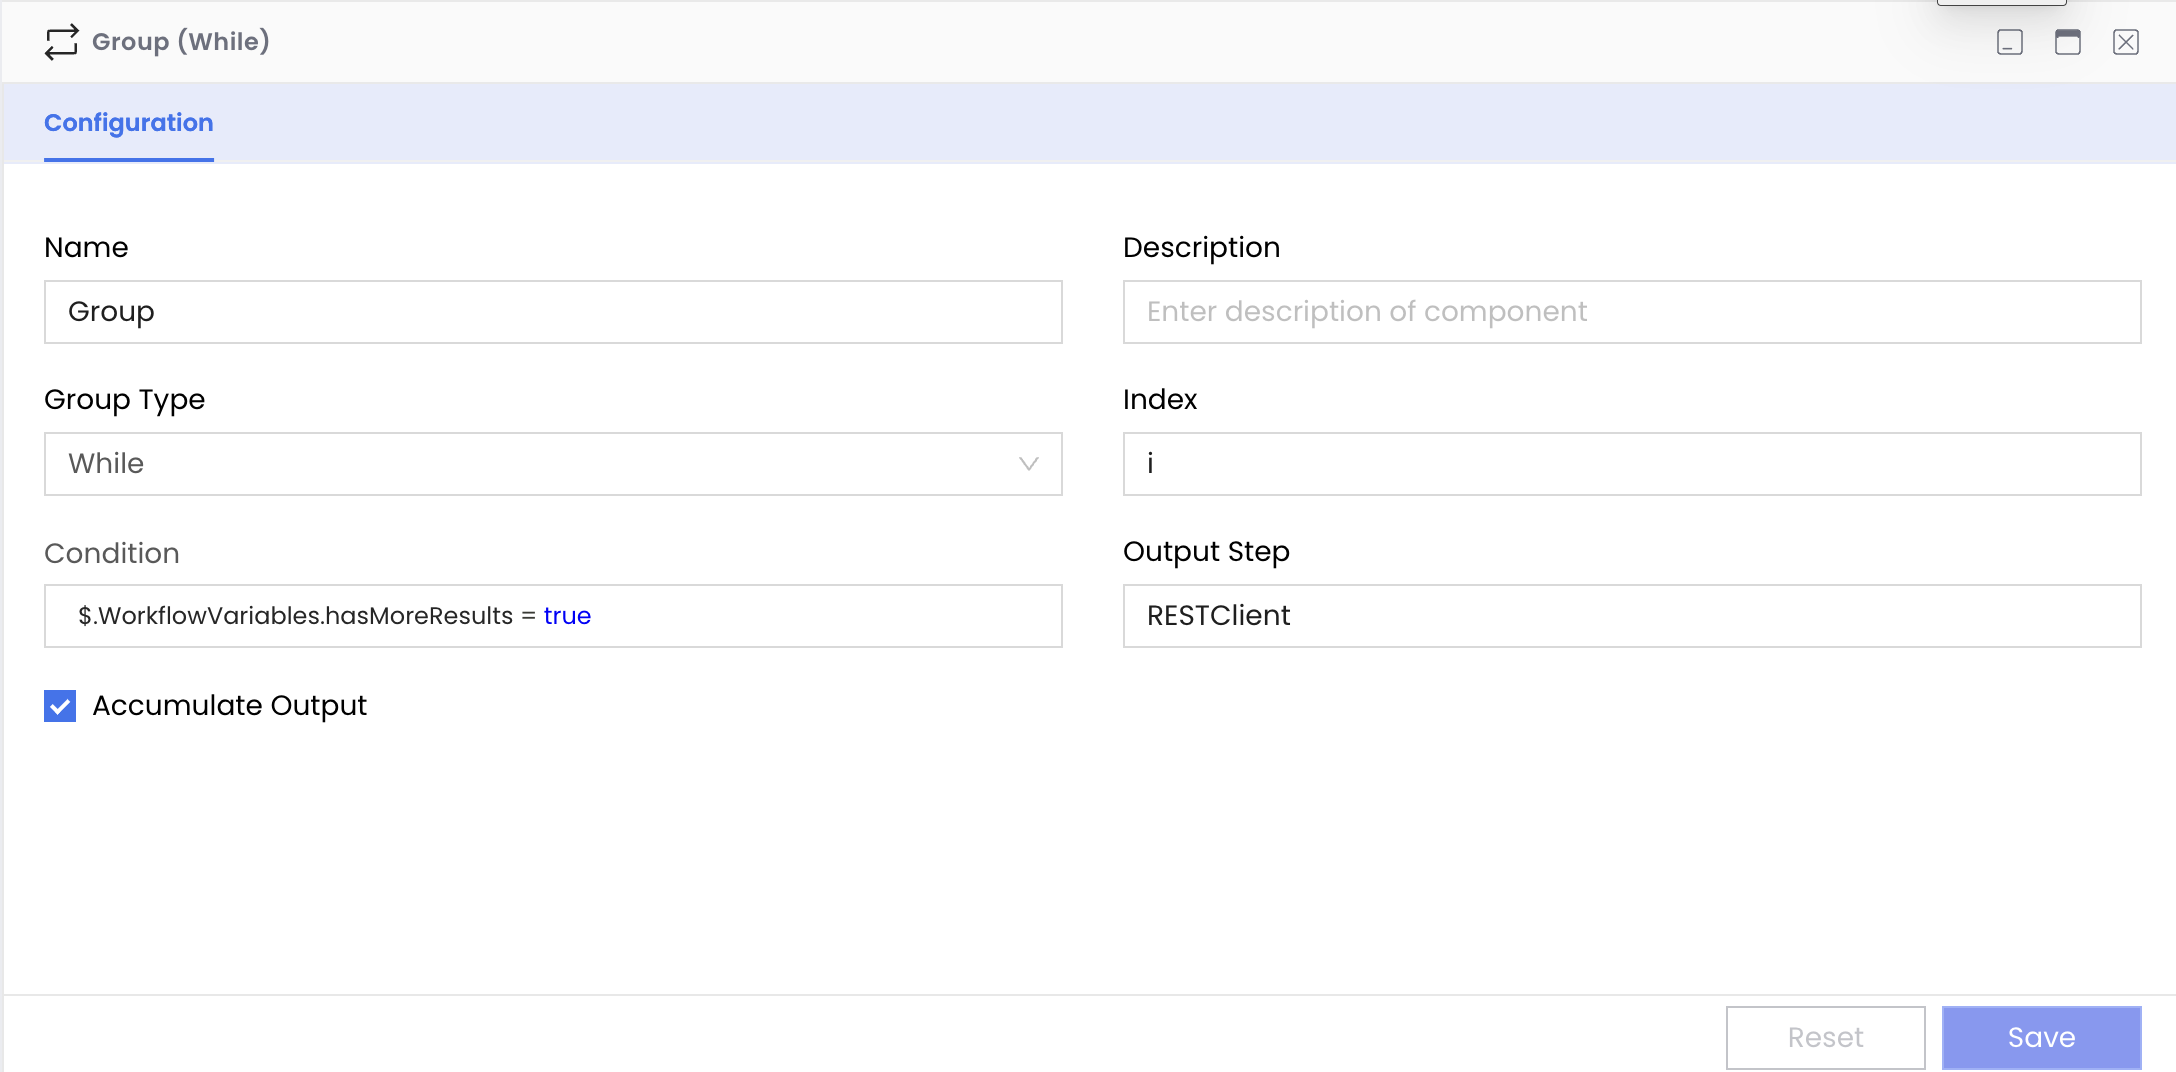 Group (While)
Configuration
Name
Description
Group
Enter description of component
Group Type
Index
While
i
Condition
Output Step
$.WorkflowVariables.hasMoreResults = true
RESTClient
Accumulate Output
Reset
Save